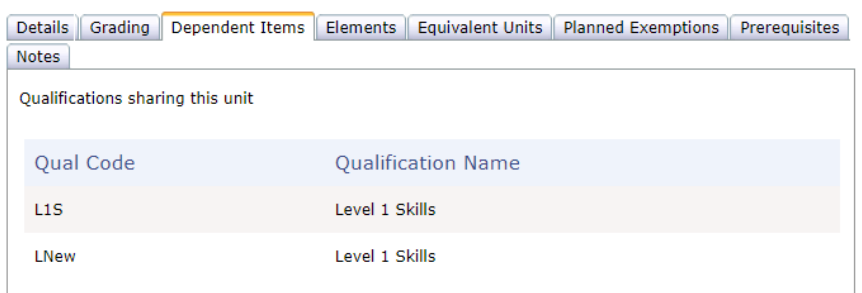 Details Grading Dependent Items Elements Equivalent Units Planned Exemptions Prerequisites
Notes
Qualifications sharing this unit
Qual Code Qualification Name
L1S Level 1 Skills
LNew Level 1 Skills